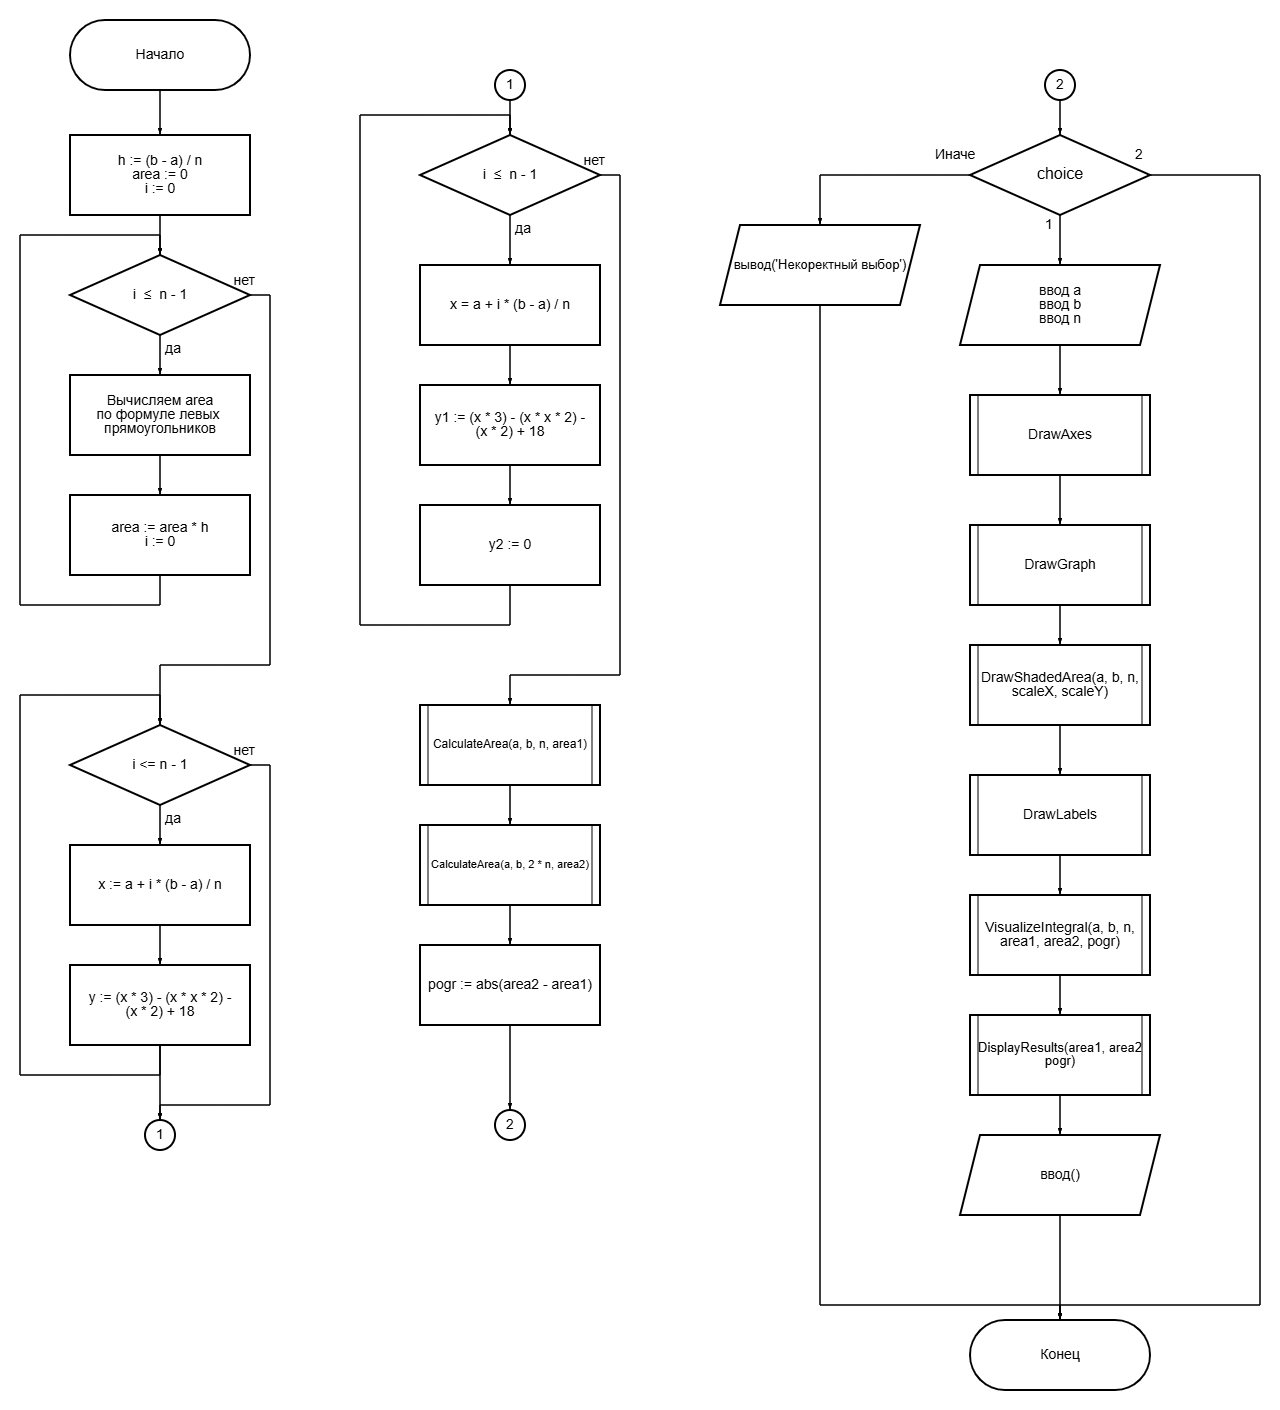 Начало
h := (b - a) / n
area := 0
i := 0
i ≤ n - 1
нет
да
Вычисляем area
по формуле левых
прямоугольников
area := area * h
i := 0
i <= n - 1
нет
да
x := a + i * (b - a) / n
y := (x * 3) - (x * x * 2) -
(x * 2) + 18
1
1
i ≤ n - 1
нет
да
x = a + i * (b - a) / n
y1 := (x * 3) - (x * x * 2) -
(x * 2) + 18
y2 := 0
CalculateArea(a, b, n, area1)
CalculateArea(a, b, 2 * n, area2)
pogr := abs(area2 - area1)
2
2
choice
Иначе
2
1
вывод('Некоректный выбор')
ввод a
ввод b
ввод n
DrawAxes
DrawGraph
DrawShadedArea(a, b, n,
scaleX, scaleY)
DrawLabels
VisualizeIntegral(a, b, n,
area1, area2, pogr)
DisplayResults(area1, area2
pogr)
ввод()
Конец